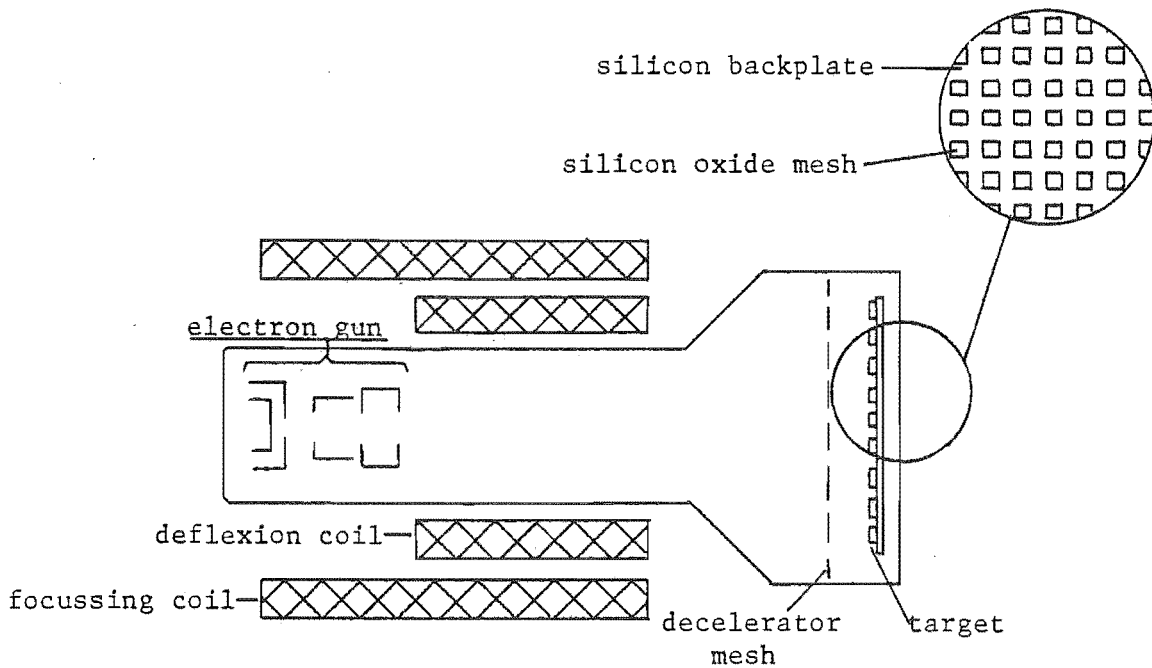 silicon backplate
silicon oxide mesh
electron gun
deflexion coil
focussing coil
decelerator
mesh
target